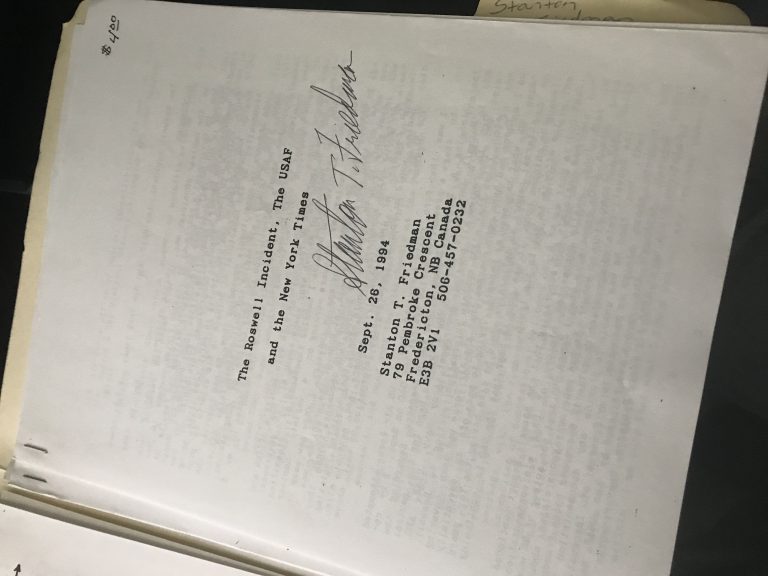 $4.00
Stanton
The Roswell Incident, The USAF
and the New York Times
Stanton T. Friedman
Sept. 26, 1994
Stanton T. Friedman
79 Pembroke Crescent
Fredericton, NB Canada
E3B 2V1 506-457-0232